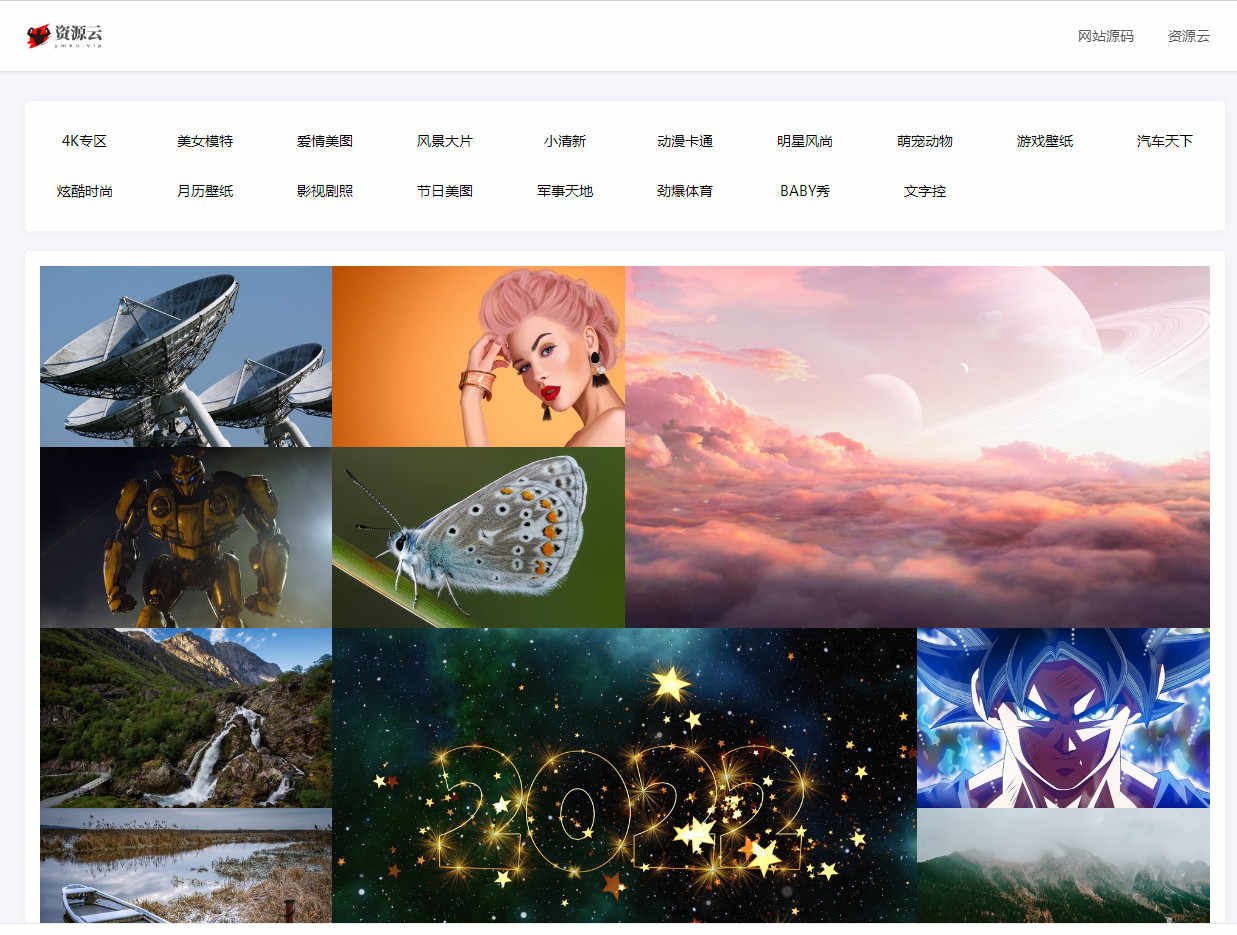 资源云
ymkn.vip
网站源码 资源云
4K专区 美女模特 爱情美图 风景大片 小清新 动漫卡通 明星风尚 萌宠动物 游戏壁纸 汽车天下
炫酷时尚 月历壁纸 影视剧照 节日美图 军事天地 劲爆体育 BABY秀 文字控
2022